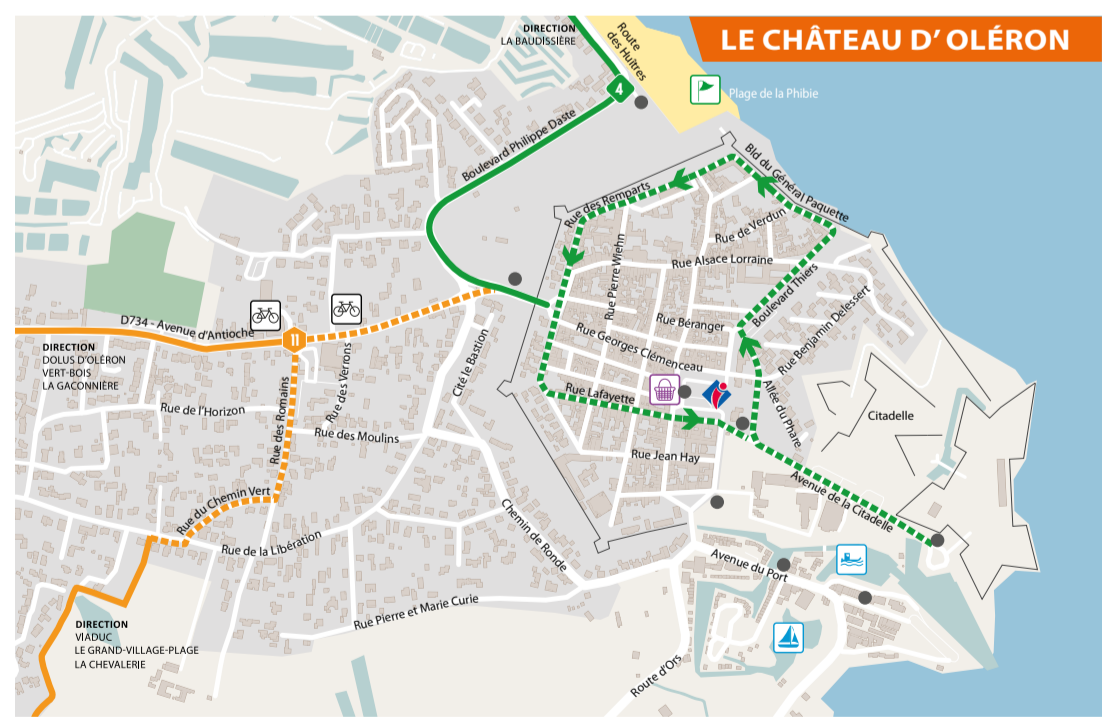 LE CHÂTEAU D' OLÉRON
DIRECTION
LA BAUDISSIÈRE
Route
des Huîtres
4
Plage de la Phibie
Boulevard Philippe Daste
Bld du Général Paquette
Rue des Remparts
Rue de Verdun
Rue Pierre Wiehn
Rue Alsace Lorraine
Boulevard Thiers
Rue Benjamin Delessert
Rue Béranger
Rue Georges Clémenceau
D734 - Avenue d'Antioche
11
DIRECTION
DOLUS D'OLÉRON
VERT-BOIS
LA GACONNIÈRE
Cité le Bastion
Rue des Verrons
Rue des Romains
Rue de l'Horizon
Rue des Moulins
Rue Lafayette
Allée du Phare
Citadelle
Rue Jean Hay
Avenue de la Citadelle
Rue du Chemin Vert
Rue de la Libération
Chemin de Ronde
Avenue du Port
Rue Pierre et Marie Curie
DIRECTION
VIADUC
LE GRAND-VILLAGE-PLAGE
LA CHEVALERIE
Route d'Ors